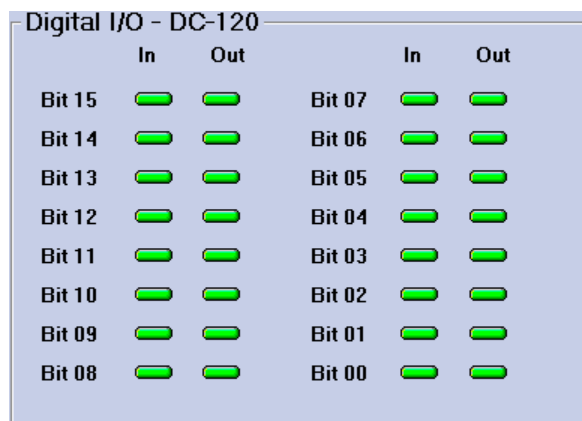 Digital I/O - DC-120
In Out In Out
Bit 15 Bit 07
Bit 14 Bit 06
Bit 13 Bit 05
Bit 12 Bit 04
Bit 11 Bit 03
Bit 10 Bit 02
Bit 09 Bit 01
Bit 08 Bit 00